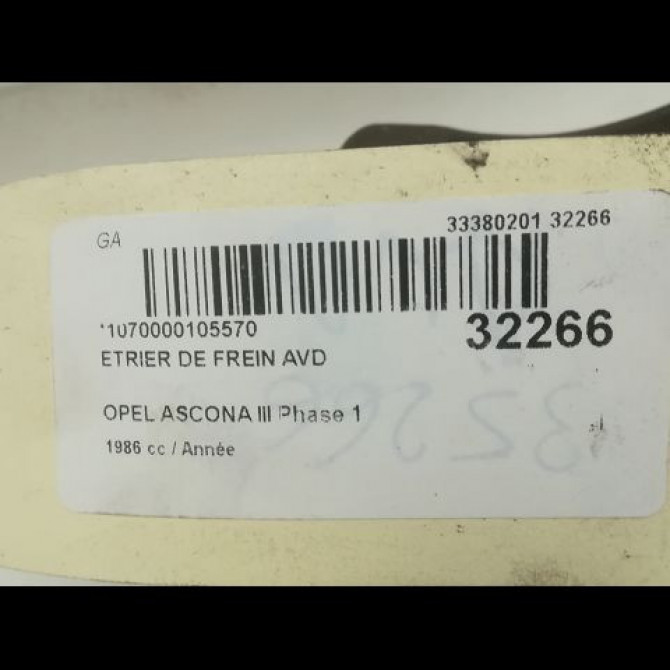 GA
33380201 32266
*1070000105570
32266
ETRIER DE FREIN AVD
OPEL ASCONA III Phase 1
1986 cc / Année